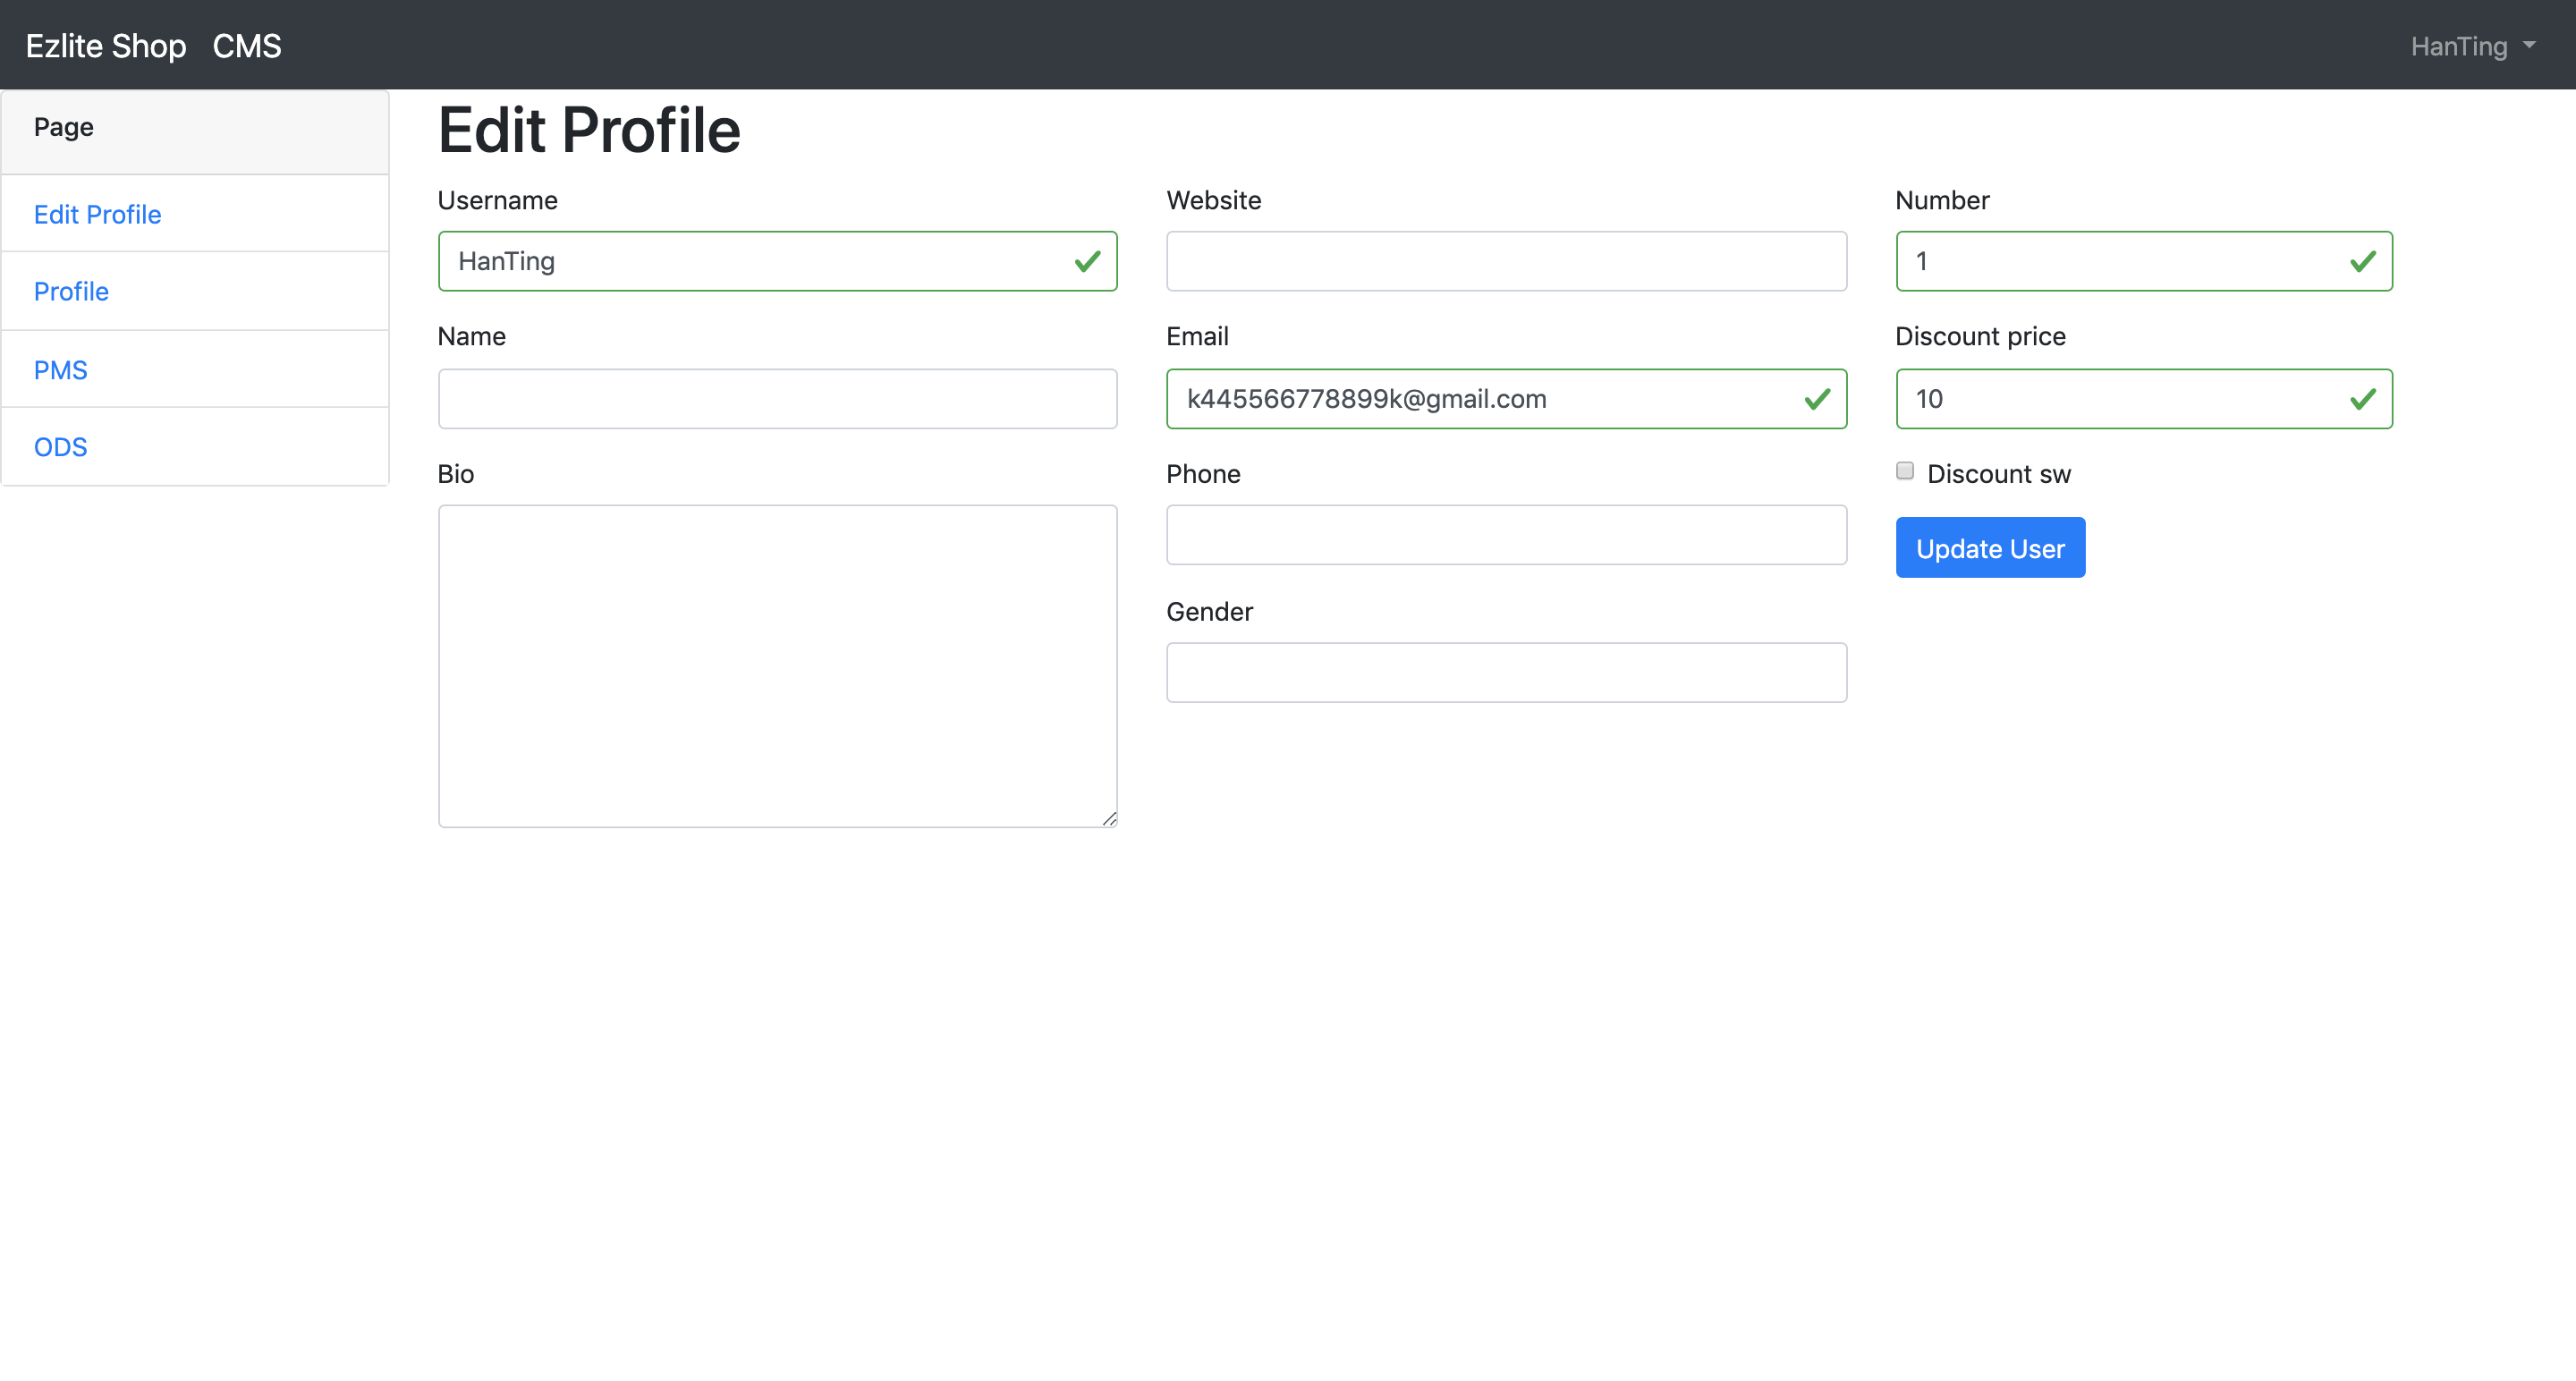 Ezlite Shop CMS
HanTing
Page
Edit Profile
Profile
PMS
ODS
Edit Profile
Username
HanTing
Name
Bio
Website
Email
k445566778899k@gmail.com
Phone
Gender
Number
1
Discount price
10
Discount sw
Update User